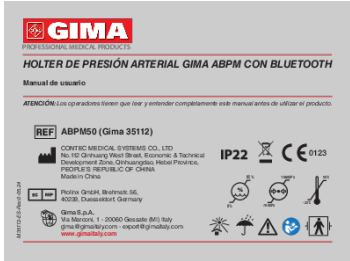 GIMA
PROFESSIONAL MEDICAL PRODUCTS
HOLTER DE PRESIÓN ARTERIAL GIMA ABPM CON BLUETOOTH
Manual de usuario
ATENCIÓN: Los operadores tienen que leer y entender completamente este manual antes de utilizar el producto.
REF ABPM50 (Gima 35112)
CONTEC MEDICAL SYSTEMS CO., LTD
No. 112 Qinhuang West Street, Economic & Technical
Development Zone, Qinhuangdao, Hebei Province,
PEOPLE'S REPUBLIC OF CHINA
Made in China
IP22
0123
EC REP
Prolinx GmbH, Brehmstr. 56,
40239, Duesseldorf, Germany
Gima S.p.A.
Via Marconi, 1 - 20060 Gessate (MI) Italy
gima@gimaitaly.com - export@gimaitaly.com
www.gimaitaly.com